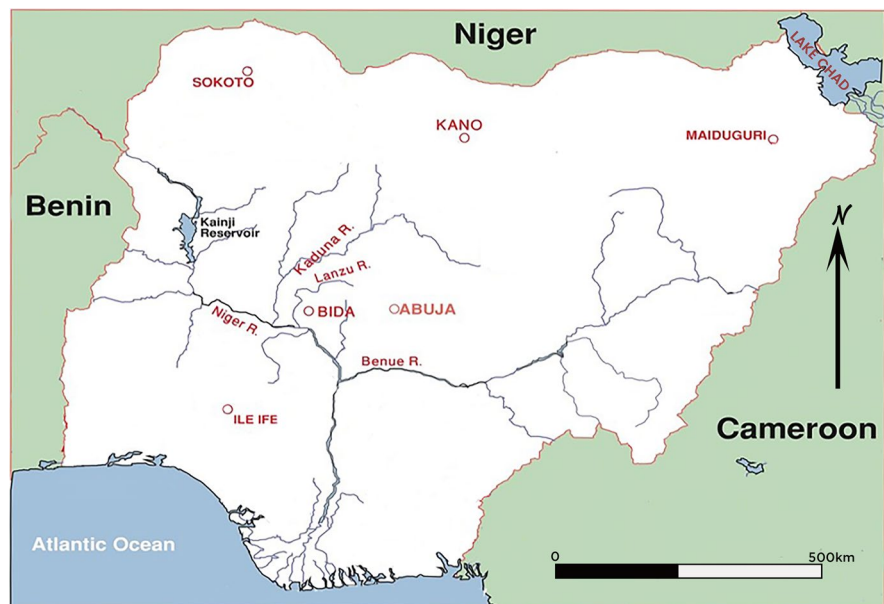 Niger
LAKE CHAD
SOKOTO
KANO
MAIDUGURI
Benin
Kainji
Reservoir
Kaduna R.
Lanzu R.
N
BIDA
ABUJA
Niger R.
Benue R.
ILE IFE
Cameroon
Atlantic Ocean
0
500km